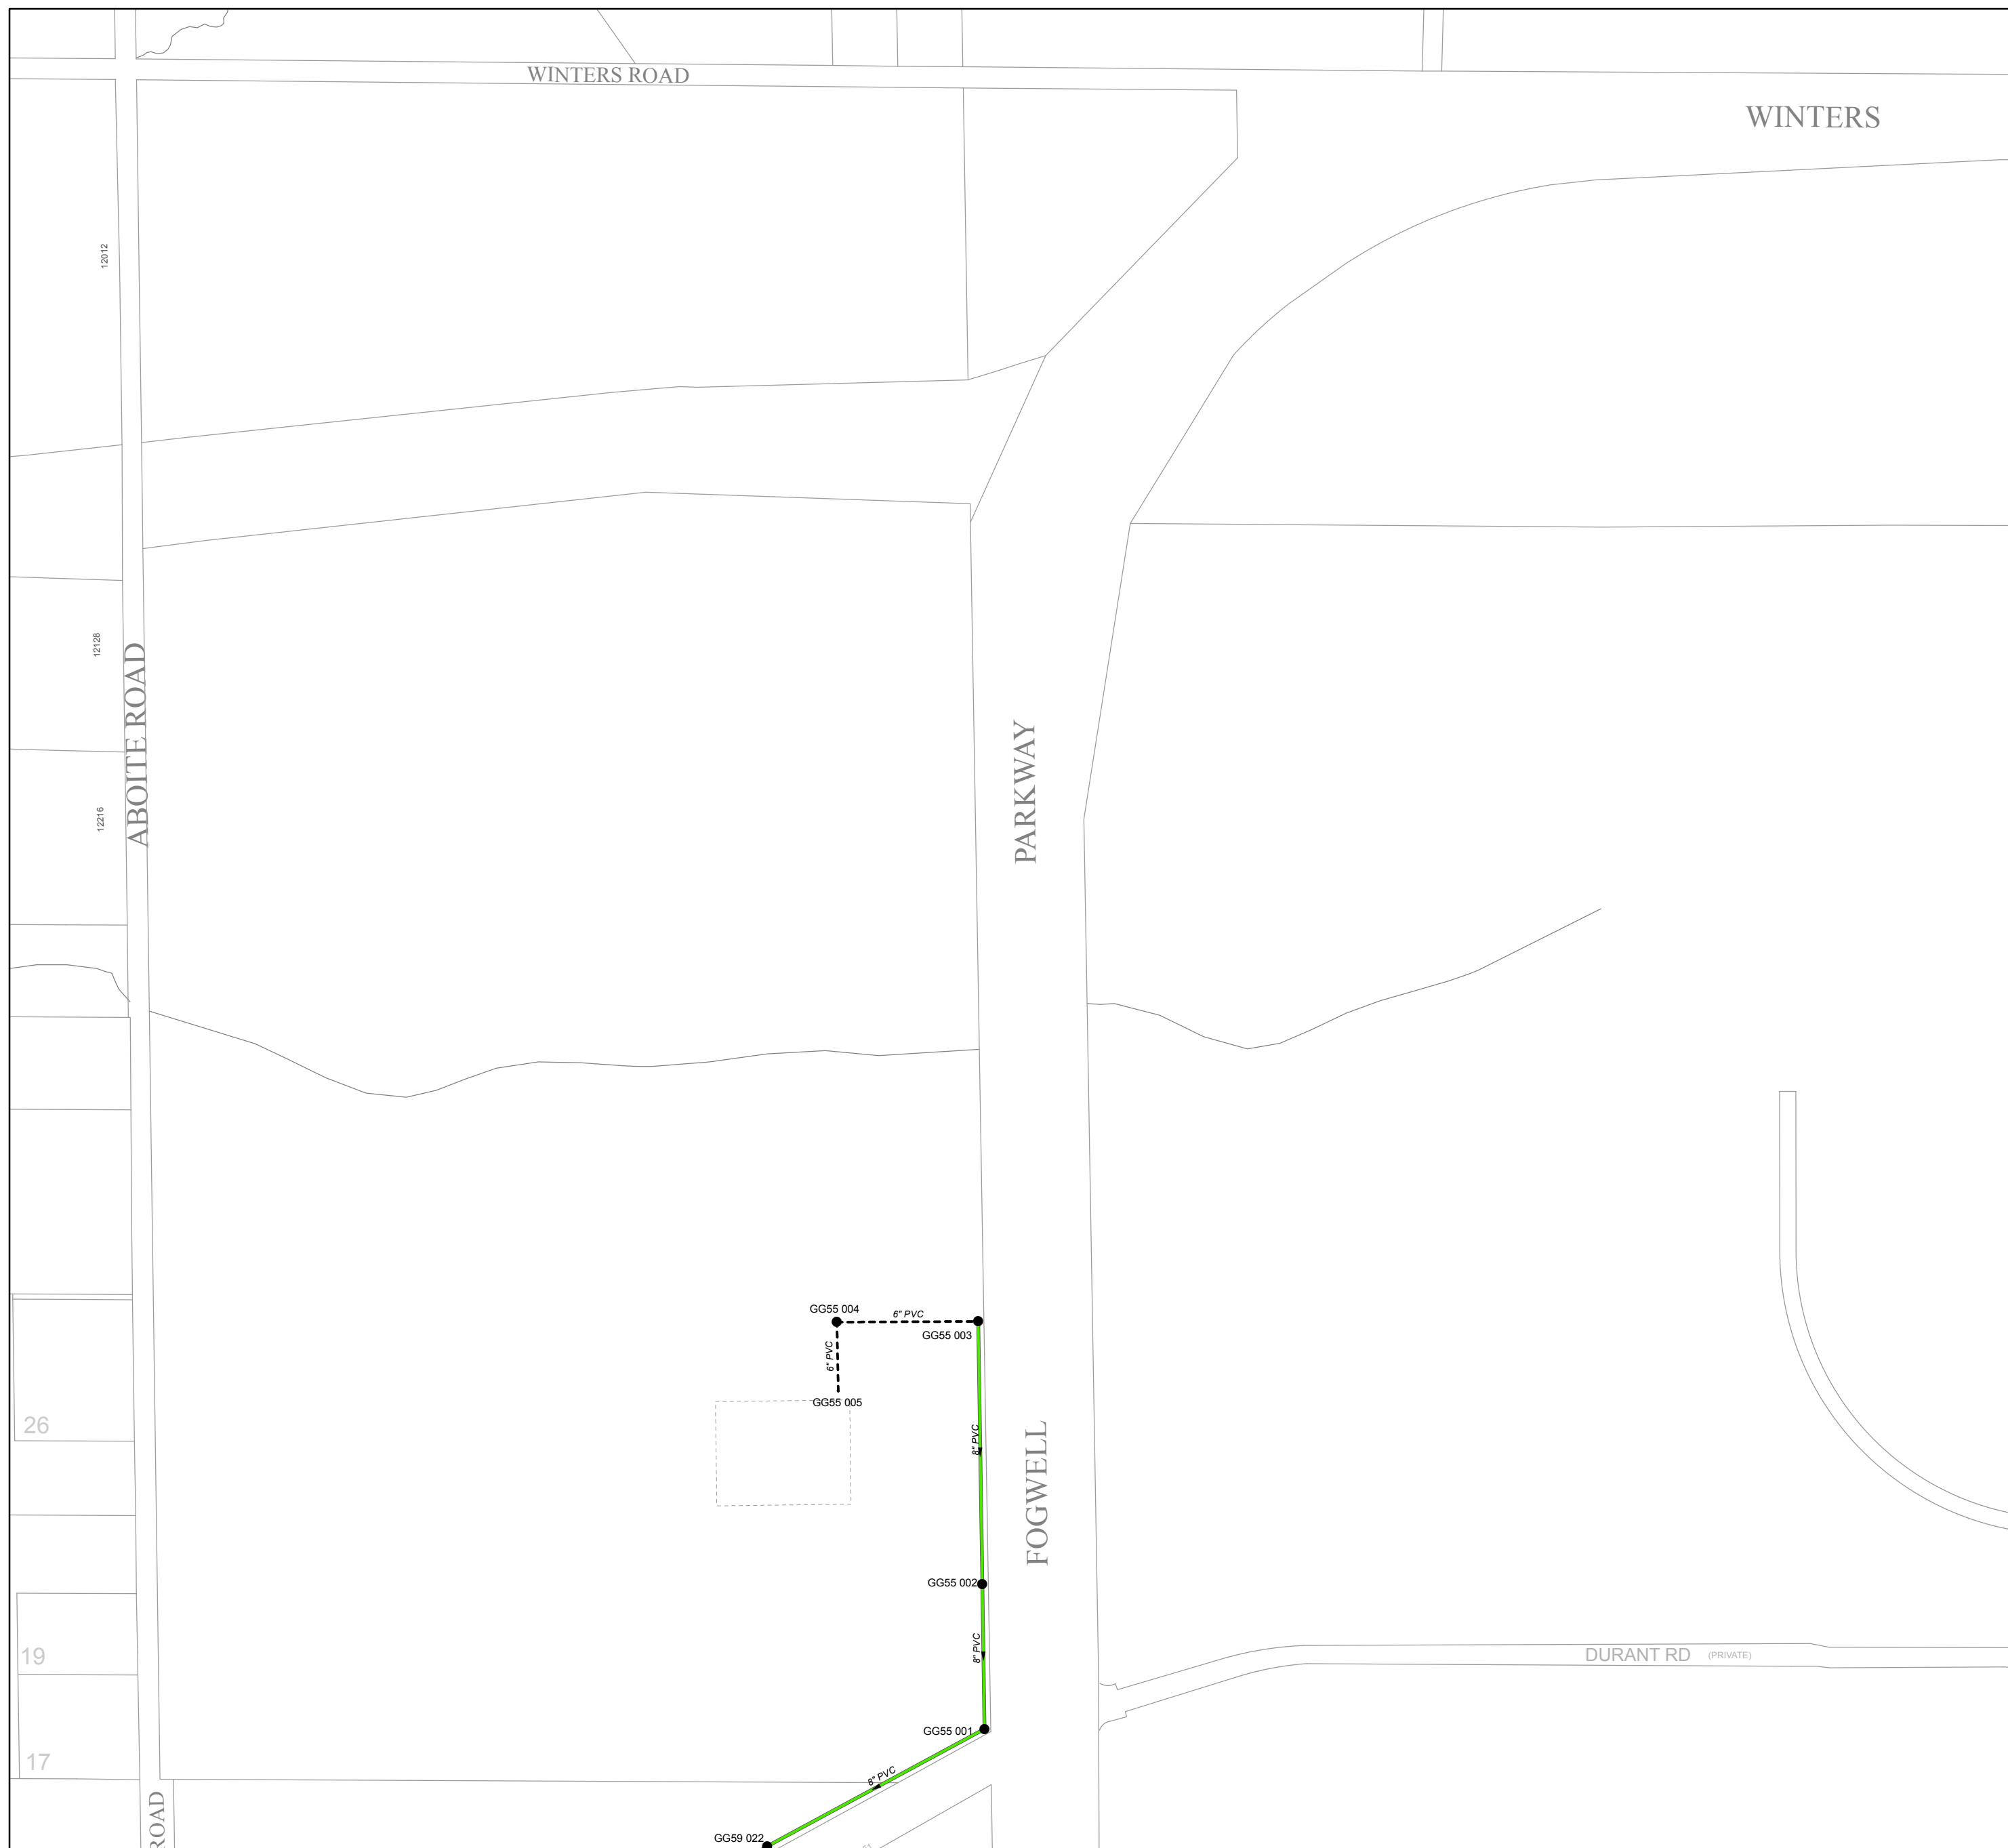 WINTERS ROAD
WINTERS
12012
12128
ABOITE ROAD
PARKWAY
12216
GG55 004
6" PVC
GG55 003
6" PVC
GG55 005
26
8" PVC
FOGWELL
GG55 002
19
8" PVC
DURANT RD (PRIVATE)
GG55 001
17
8" PVC
ROAD
GG59 022